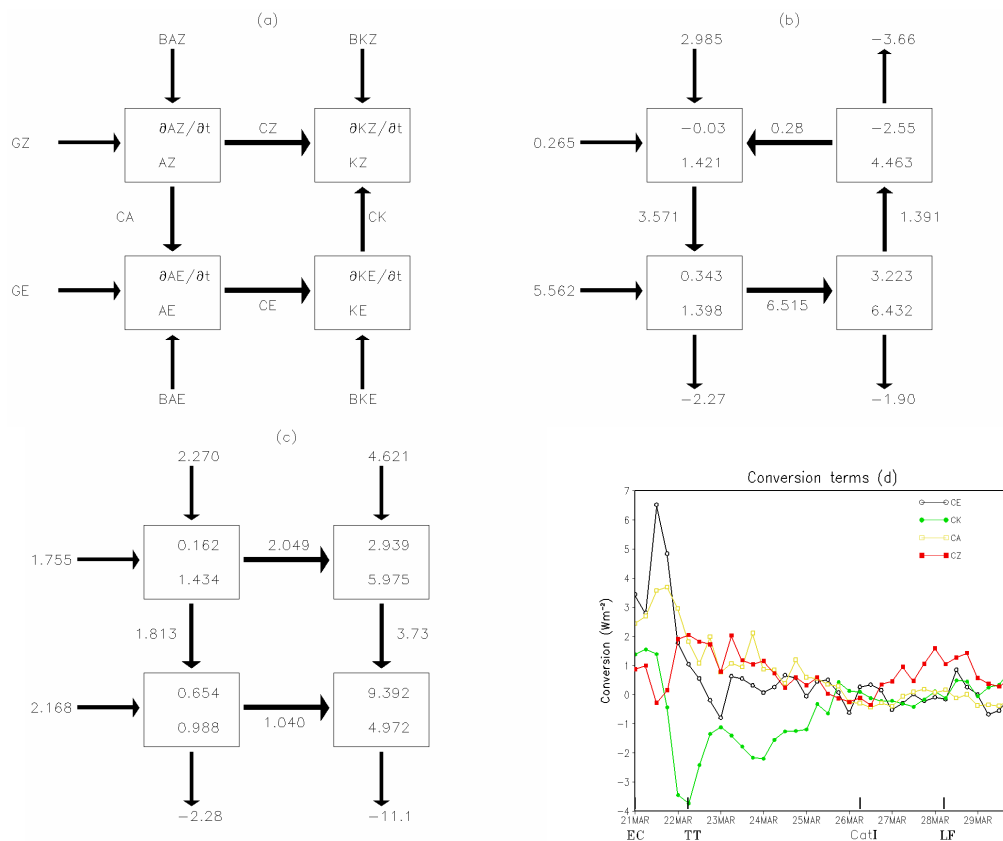 (a)
BAZ
BKZ
GZ
∂AZ/∂t
AZ
CZ
∂KZ/∂t
KZ
CA
CK
GE
∂AE/∂t
AE
CE
∂KE/∂t
KE
BAE
BKE
(b)
2.985
−3.66
0.265
−0.03
1.421
0.28
−2.55
4.463
3.571
1.391
5.562
0.343
1.398
6.515
3.223
6.432
−2.27
−1.90
(c)
2.270
4.621
1.755
0.162
1.434
2.049
2.939
5.975
1.813
3.73
2.168
0.654
0.988
1.040
9.392
4.972
−2.28
−11.1
Conversion terms (d)
Conversion (Wm⁻²)
7
6
5
4
3
2
1
0
−1
−2
−3
−4
CE
CK
CA
CZ
21MAR 22MAR 23MAR 24MAR 25MAR 26MAR 27MAR 28MAR 29MAR
EC TT CatI LF